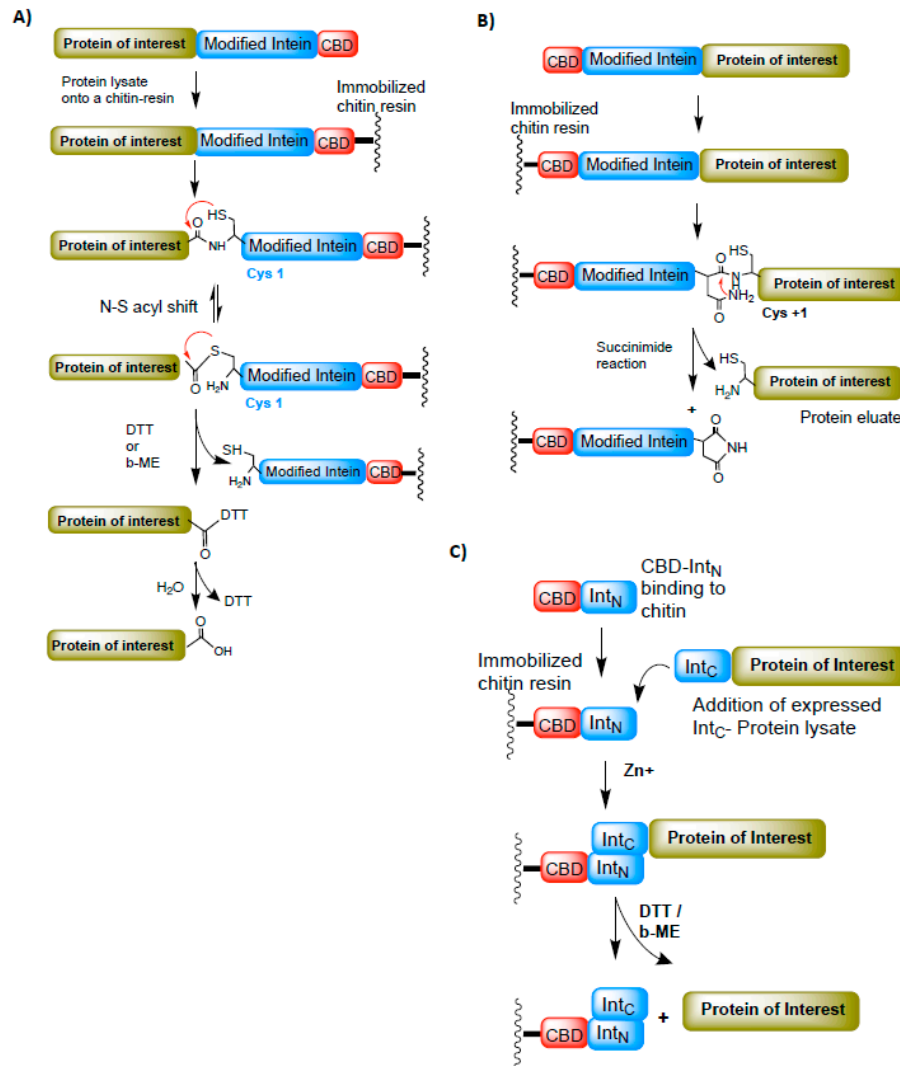 A)
Protein of interest Modified Intein CBD
Protein lysate
onto a chitin-resin
Immobilized
chitin resin
Protein of interest Modified Intein CBD
HS
O
NH
Protein of interest Modified Intein CBD
Cys 1
N-S acyl shift
S
Protein of interest Modified Intein CBD
O
H2N
Cys 1
DTT
or
b-ME
SH
H2N
Modified Intein CBD
Protein of interest
DTT
O
H2O
DTT
Protein of interest
O
OH
B)
CBD Modified Intein Protein of interest
Immobilized
chitin resin
CBD Modified Intein Protein of interest
HS
O
N
H
CBD Modified Intein
NH2
Protein of interest
O
Cys +1
Succinimide
reaction
HS
H2N
Protein of interest
+
Protein eluate
CBD Modified Intein
O
NH
O
C)
CBD IntN
CBD-IntN
binding to
chitin
Immobilized
chitin resin
IntC Protein of Interest
CBD IntN
Addition of expressed
IntC- Protein lysate
Zn+
IntC Protein of Interest
CBD IntN
DTT /
b-ME
IntC
CBD IntN
+ Protein of Interest